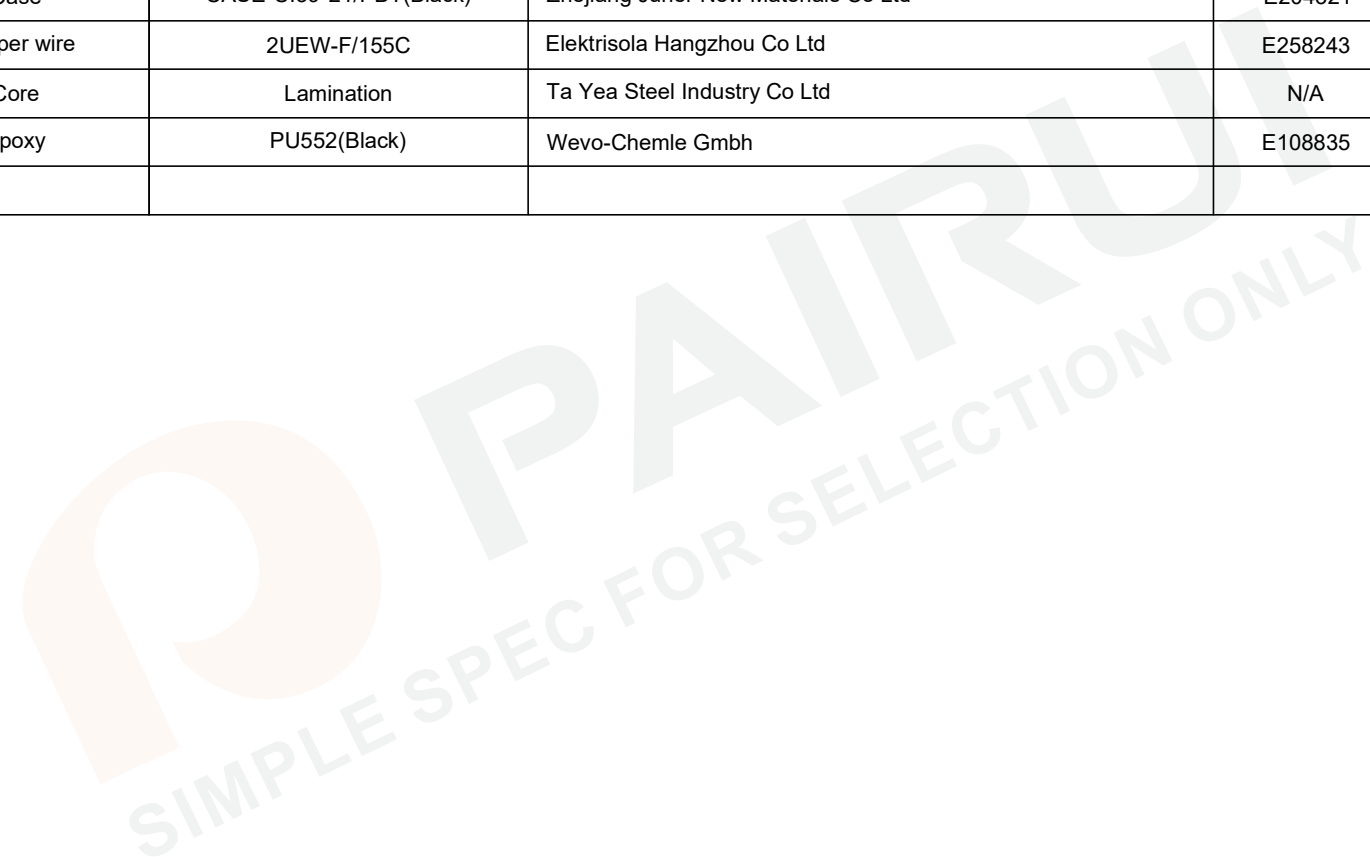 per wire 2UEW-F/155C Elektrisola Hangzhou Co Ltd E258243
Core Lamination Ta Yea Steel Industry Co Ltd N/A
poxy PU552(Black) Wevo-Chemle Gmbh E108835
PAIRUI
SIMPLE SPEC FOR SELECTION ONLY